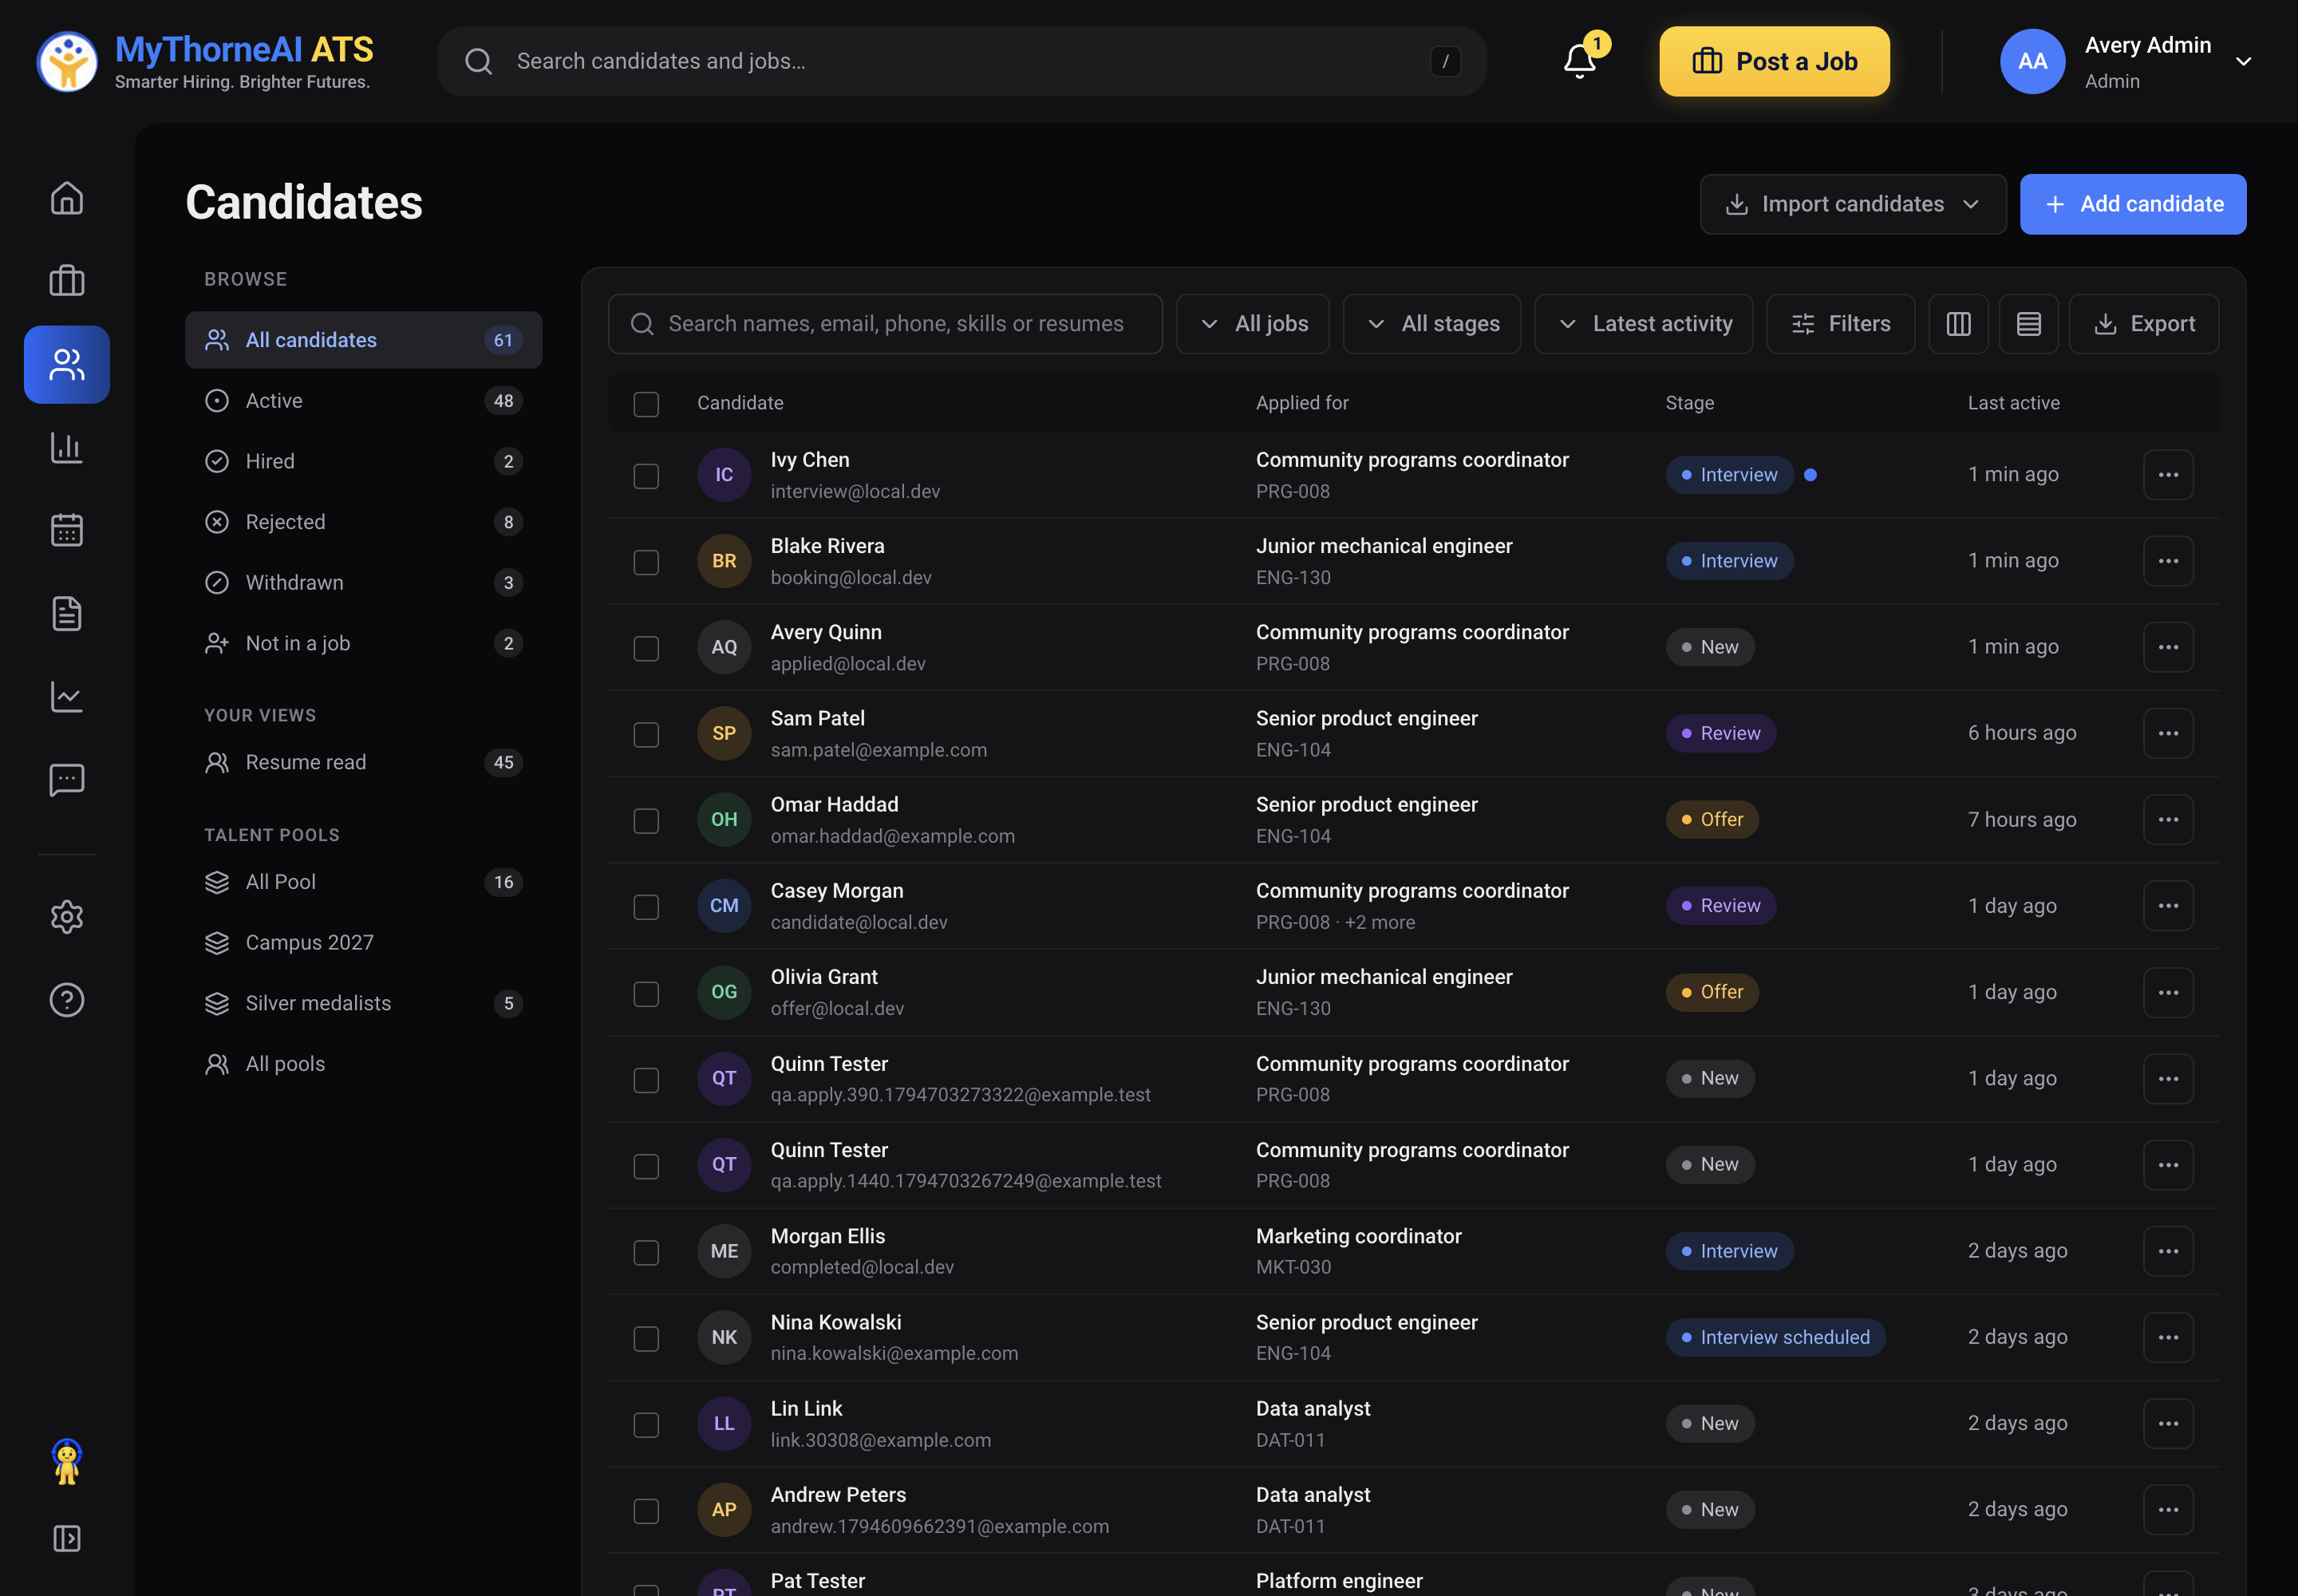 MyThorneAI ATS
Smarter Hiring. Brighter Futures.
Search candidates and jobs...
/
1
Post a Job
AA
Avery Admin
Admin
Candidates
Import candidates
Add candidate
BROWSE
All candidates 61
Active 48
Hired 2
Rejected 8
Withdrawn 3
Not in a job 2
YOUR VIEWS
Resume read 45
TALENT POOLS
All Pool 16
Campus 2027
Silver medalists 5
All pools
Search names, email, phone, skills or resumes
All jobs
All stages
Latest activity
Filters
Export
Candidate Applied for Stage Last active
IC Ivy Chen Community programs coordinator Interview 1 min ago
interview@local.dev PRG-008
BR Blake Rivera Junior mechanical engineer Interview 1 min ago
booking@local.dev ENG-130
AQ Avery Quinn Community programs coordinator New 1 min ago
applied@local.dev PRG-008
SP Sam Patel Senior product engineer Review 6 hours ago
sam.patel@example.com ENG-104
OH Omar Haddad Senior product engineer Offer 7 hours ago
omar.haddad@example.com ENG-104
CM Casey Morgan Community programs coordinator Review 1 day ago
candidate@local.dev PRG-008 · +2 more
OG Olivia Grant Junior mechanical engineer Offer 1 day ago
offer@local.dev ENG-130
QT Quinn Tester Community programs coordinator New 1 day ago
qa.apply.390.1794703273322@example.test PRG-008
QT Quinn Tester Community programs coordinator New 1 day ago
qa.apply.1440.1794703267249@example.test PRG-008
ME Morgan Ellis Marketing coordinator Interview 2 days ago
completed@local.dev MKT-030
NK Nina Kowalski Senior product engineer Interview scheduled 2 days ago
nina.kowalski@example.com ENG-104
LL Lin Link Data analyst New 2 days ago
link.30308@example.com DAT-011
AP Andrew Peters Data analyst New 2 days ago
andrew.1794609662391@example.com DAT-011
PT Pat Tester Platform engineer New 3 days ago